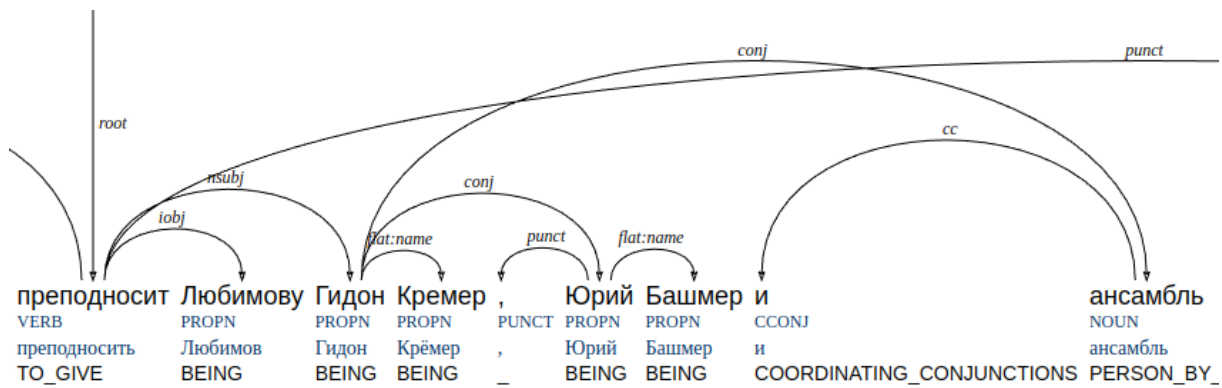 conj punct
root
cc
nsubj conj
iobj flat:name punct flat:name
преподносит Любимову Гидон Кремер , Юрий Башмер и ансамбль
VERB PROPN PROPN PROPN PUNCT PROPN PROPN CCONJ NOUN
преподносить Любимов Гидон Крёмер , Юрий Башмер и ансамбль
TO_GIVE BEING BEING BEING _ BEING BEING COORDINATING_CONJUNCTIONS PERSON_BY_